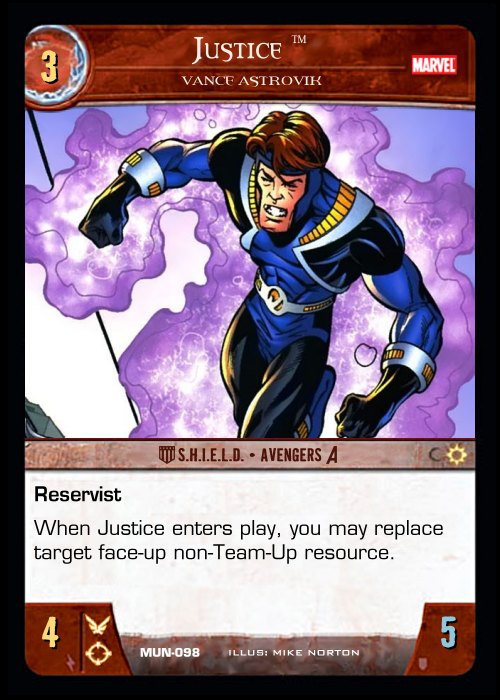 3
JUSTICE ™
MARVEL
VANCE ASTROVIK
S.H.I.E.L.D. • AVENGERS A
C
Reservist
When Justice enters play, you may replace
target face-up non-Team-Up resource.
4
MUN-098 ILLUS: MIKE NORTON
5